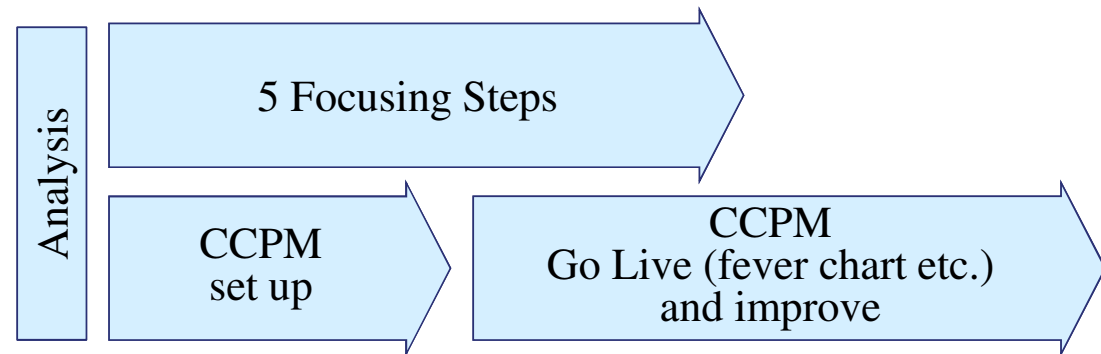 Analysis
5 Focusing Steps
CCPM
set up
CCPM
Go Live (fever chart etc.)
and improve